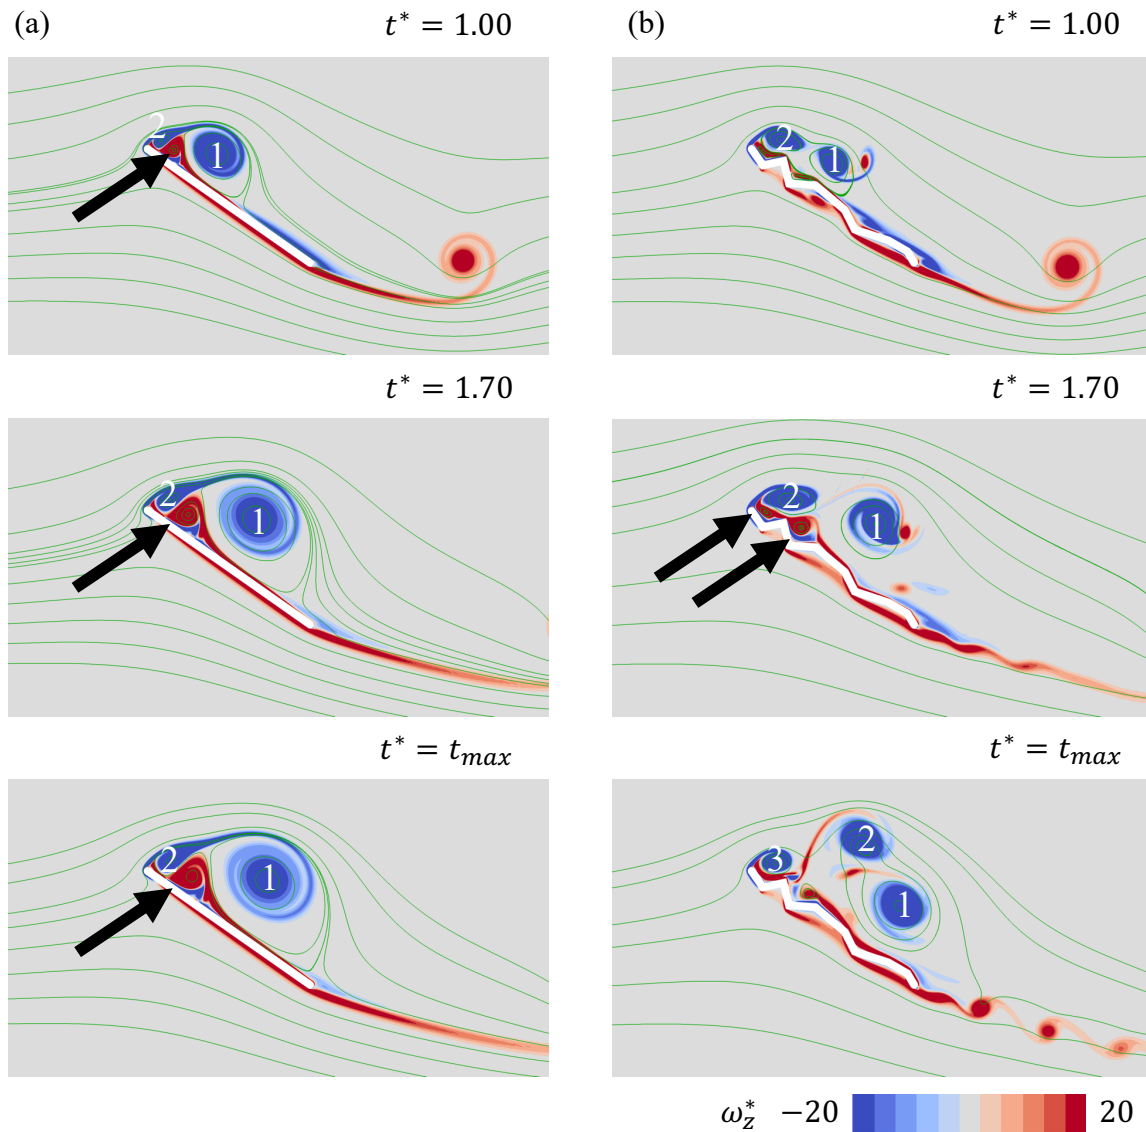 (a) t* = 1.00
(b) t* = 1.00
2
1
2
1
t* = 1.70
t* = 1.70
2
1
2
1
t* = t_max
t* = t_max
2
1
3
2
1
ω_z* −20 20